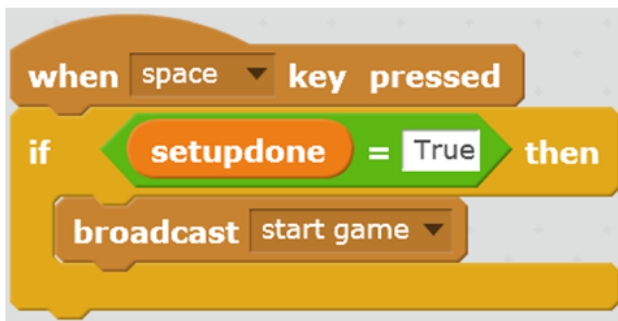 when space key pressed
if setupdone = True then
broadcast start game